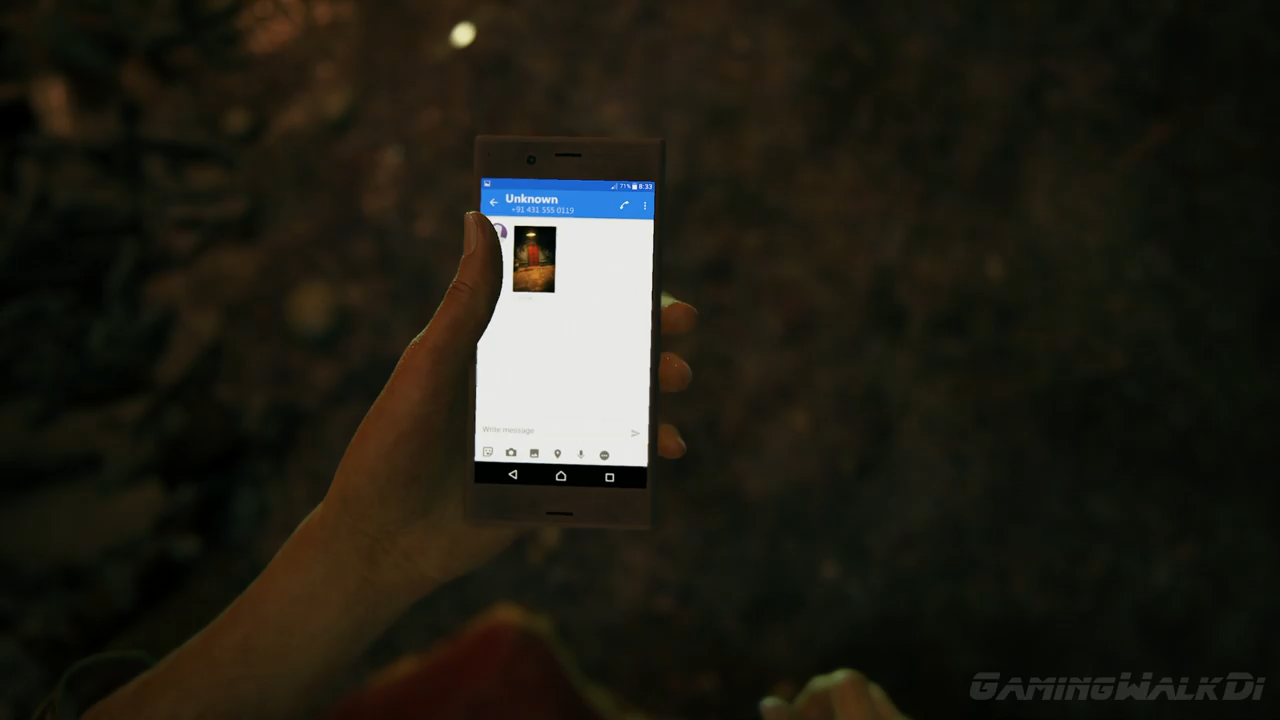 71% 8:33
Unknown
+91 431 555 0119
Write message
GamingWalkDi